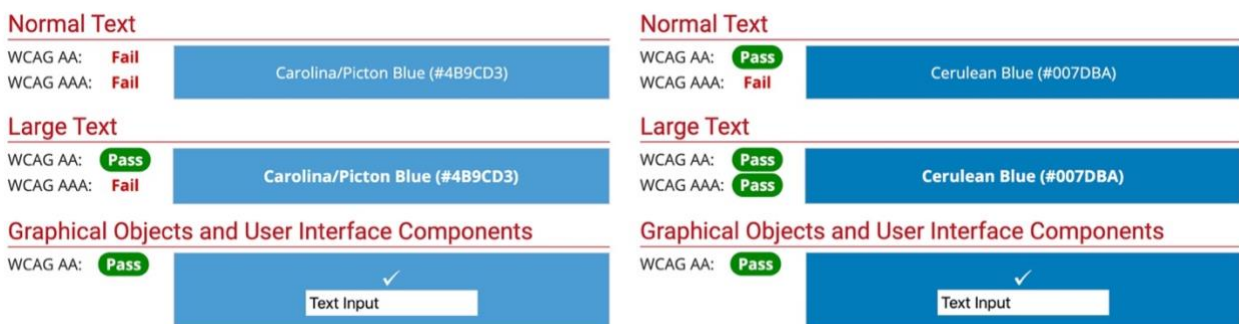 Normal Text
WCAG AA: Fail
WCAG AAA: Fail
Carolina/Picton Blue (#4B9CD3)
Large Text
WCAG AA: Pass
WCAG AAA: Fail
Carolina/Picton Blue (#4B9CD3)
Graphical Objects and User Interface Components
WCAG AA: Pass
✓
Text Input
Normal Text
WCAG AA: Pass
WCAG AAA: Fail
Cerulean Blue (#007DBA)
Large Text
WCAG AA: Pass
WCAG AAA: Pass
Cerulean Blue (#007DBA)
Graphical Objects and User Interface Components
WCAG AA: Pass
✓
Text Input